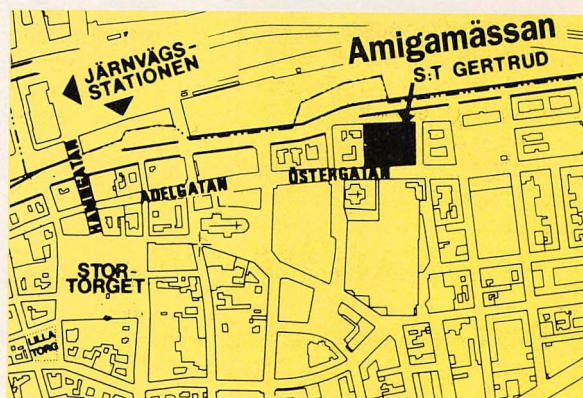 Amigamässan
S:T GERTRUD
JÄRNVÄGS-
STATIONEN
HAMNGATAN
ADELGATAN
ÖSTERGATAN
STOR-
TORGET
LILLA
TORG